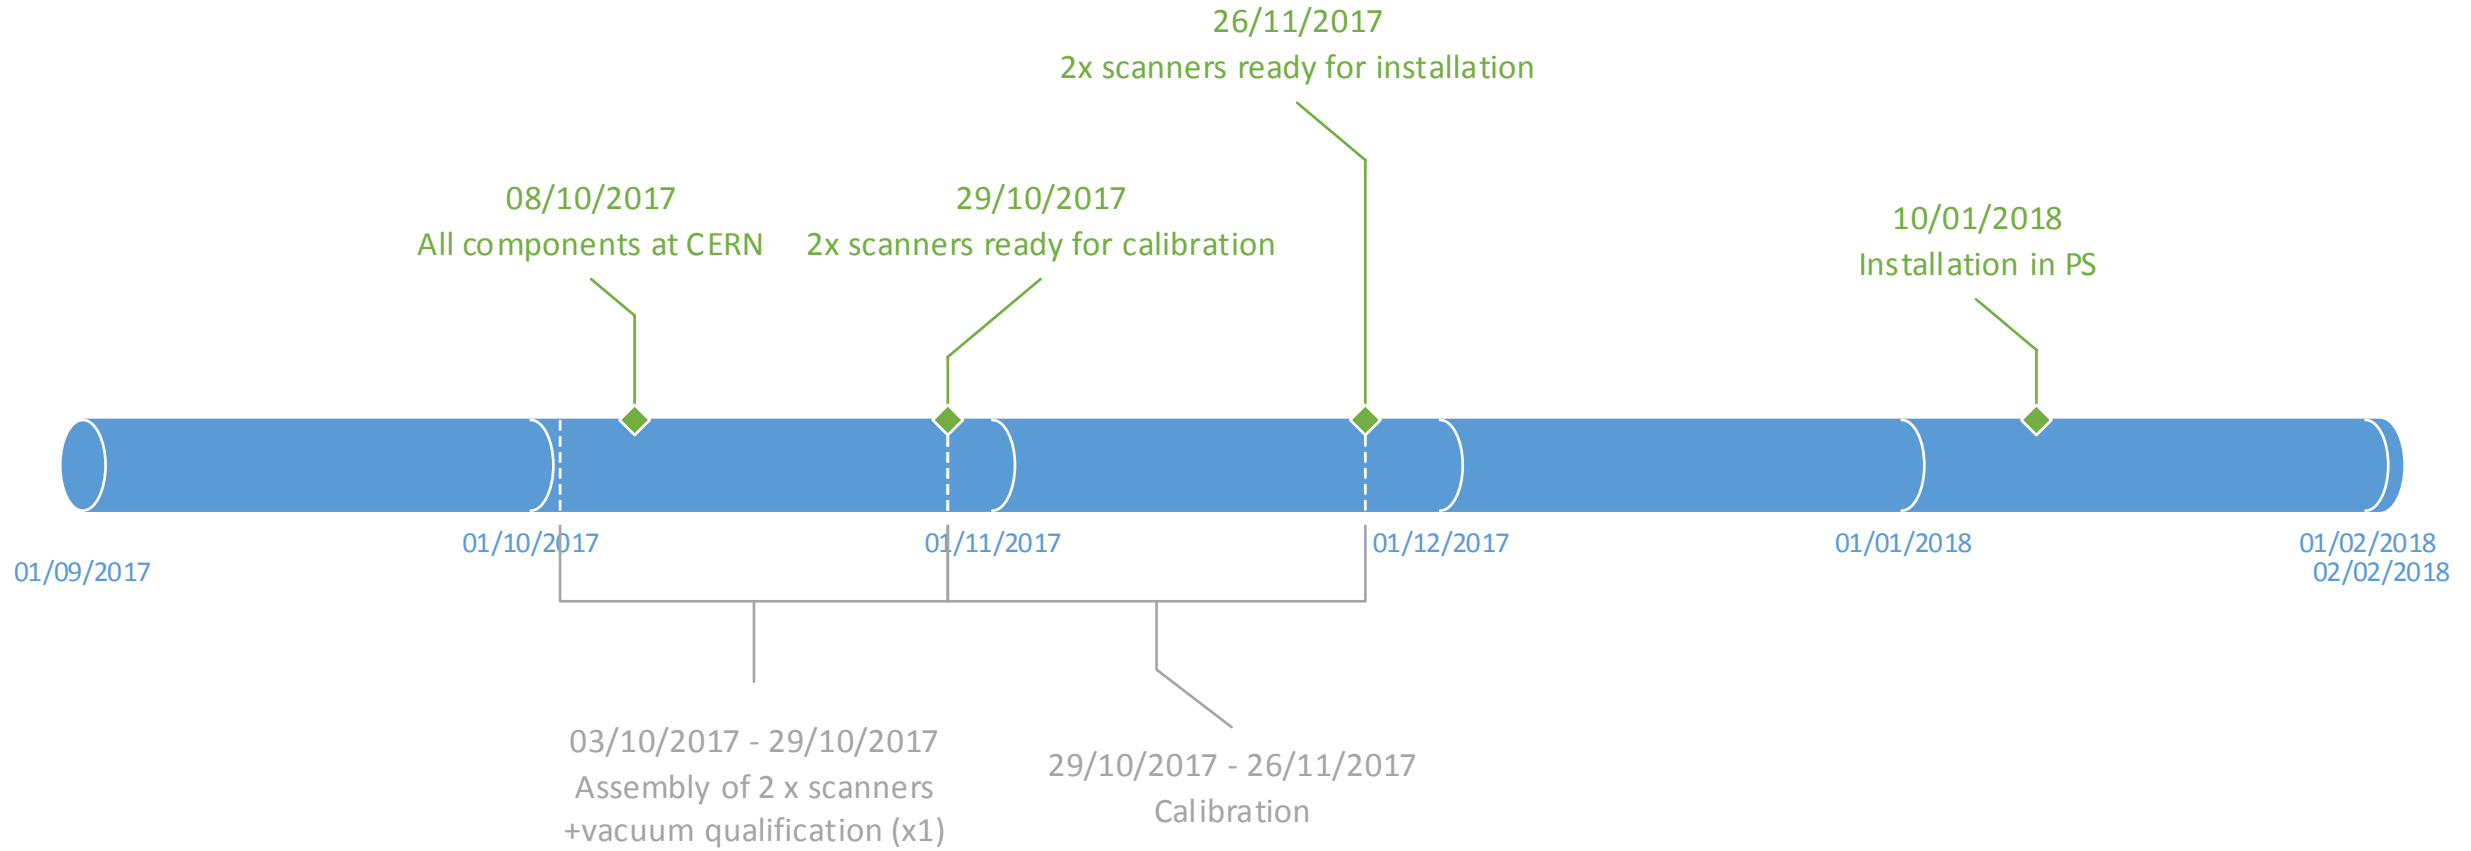 26/11/2017
2x scanners ready for installation
08/10/2017
All components at CERN
29/10/2017
2x scanners ready for calibration
10/01/2018
Installation in PS
01/09/2017
01/10/2017
01/11/2017
01/12/2017
01/01/2018
01/02/2018
02/02/2018
03/10/2017 - 29/10/2017
Assembly of 2 x scanners
+vacuum qualification (x1)
29/10/2017 - 26/11/2017
Calibration